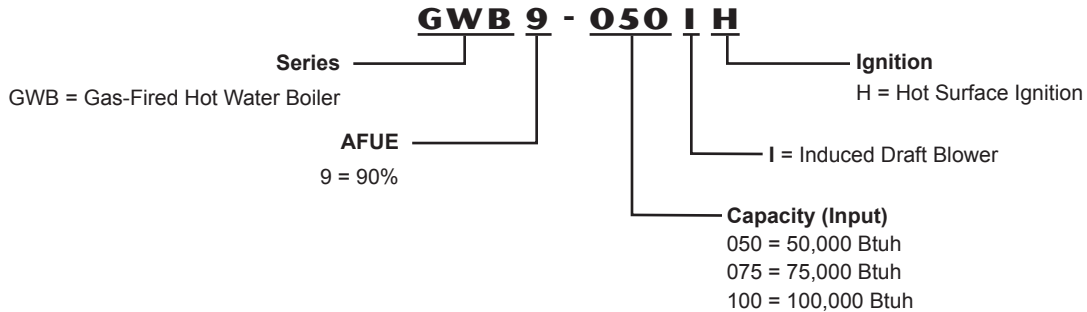 GWB 9 - 050 I H
Series
GWB = Gas-Fired Hot Water Boiler
AFUE
9 = 90%
Ignition
H = Hot Surface Ignition
I = Induced Draft Blower
Capacity (Input)
050 = 50,000 Btuh
075 = 75,000 Btuh
100 = 100,000 Btuh